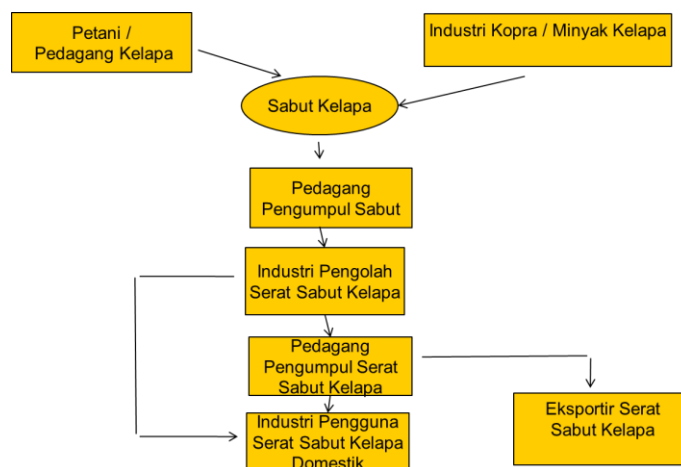 Petani /
Pedagang Kelapa
Industri Kopra / Minyak Kelapa
Sabut Kelapa
Pedagang
Pengumpul Sabut
Industri Pengolah
Serat Sabut Kelapa
Pedagang
Pengumpul Serat
Sabut Kelapa
Industri Pengguna
Serat Sabut Kelapa
Domestik
Eksportir Serat
Sabut Kelapa